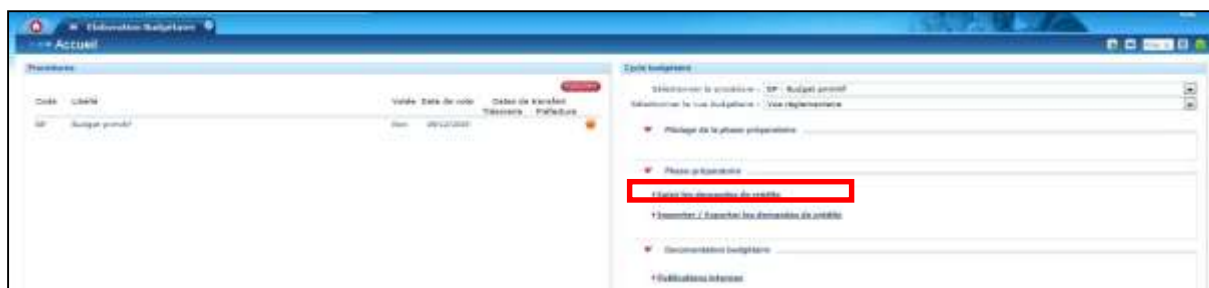 Elaboration Budgétaire
Accueil
Procédures
Code Libellé Votée Date de vote Dates de transfert
Trésorerie Préfecture
BP Budget primitif
Cycle budgétaire
Sélectionner la procédure : BP - Budget primitif
Sélectionner la vue budgétaire : Vue réglementaire
Pilotage de la phase préparatoire
Phase préparatoire
Saisir les demandes de crédits
Importer / Exporter les demandes de crédits
Documentation budgétaire
Publications internes